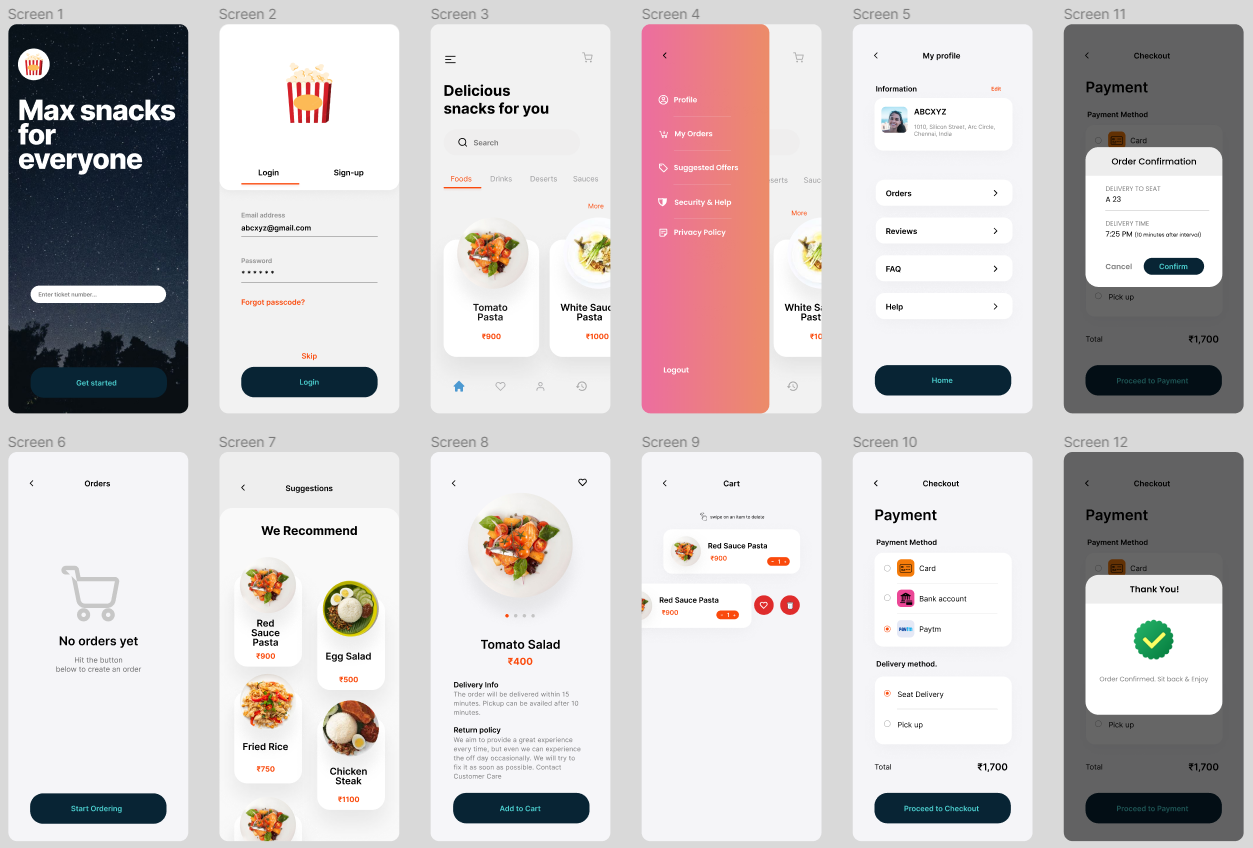 Screen 1
Max snacks
for
everyone
Enter ticket number...
Get started
Screen 2
Login
Sign-up
Email address
abcxyz@gmail.com
Password
Forgot passcode?
Skip
Login
Screen 3
Delicious
snacks for you
Search
Foods
Drinks
Deserts
Sauces
More
Tomato
Pasta
₹900
White Sauc
Pasta
₹1000
Screen 4
Profile
My Orders
Suggested Offers
Security & Help
Privacy Policy
Logout
serts
Sauc
More
White S
Past
₹10
Screen 5
My profile
Information
Edit
ABCXYZ
1010, Silicon Street, Arc Circle,
Chennai, India
Orders
Reviews
FAQ
Help
Home
Screen 11
Checkout
Payment
Payment Method
Card
Order Confirmation
DELIVERY TO SEAT
A 23
DELIVERY TIME
7:25 PM (10 minutes after interval)
Cancel
Confirm
Pick up
Total
₹1,700
Proceed to Payment
Screen 6
Orders
No orders yet
Hit the button
below to create an order
Start Ordering
Screen 7
Suggestions
We Recommend
Red
Sauce
Pasta
₹900
Egg Salad
₹500
Fried Rice
₹750
Chicken
Steak
₹1100
Screen 8
Tomato Salad
₹400
Delivery Info
The order will be delivered within 15
minutes. Pickup can be availed after 10
minutes.
Return policy
We aim to provide a great experience
every time, but even we can experience
the off day occasionally. We will try to
fix it as soon as possible. Contact
Customer Care
Add to Cart
Screen 9
Cart
swipe on an item to delete
Red Sauce Pasta
₹900
- 1 +
Red Sauce Pasta
₹900
- 1 +
Screen 10
Checkout
Payment
Payment Method
Card
Bank account
Paytm
Paytm
Delivery method.
Seat Delivery
Pick up
Total
₹1,700
Proceed to Checkout
Screen 12
Checkout
Payment
Payment Method
Card
Thank You!
Order Confirmed. Sit back & Enjoy
Pick up
Total
₹1,700
Proceed to Payment